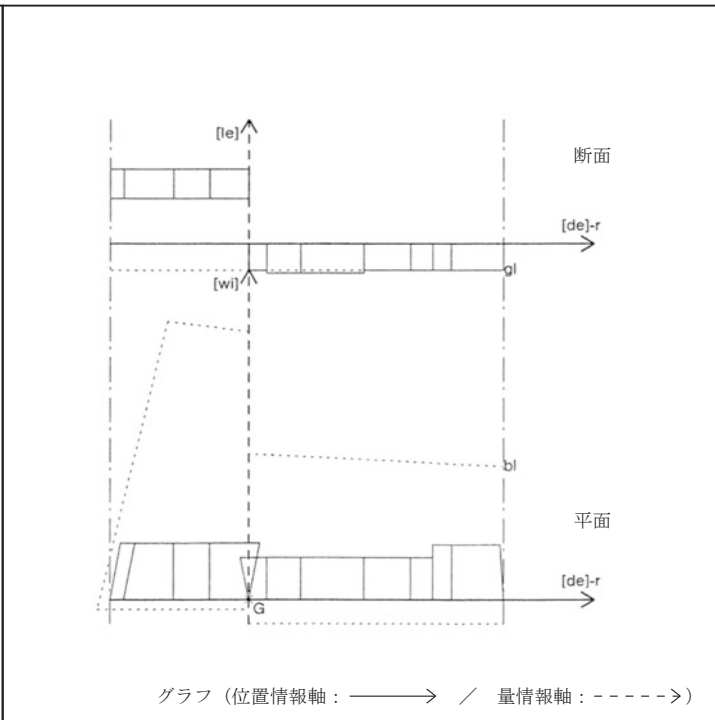 [le]
断面
[de]-r
gl
[wi]
bl
平面
[de]-r
G
グラフ（位置情報軸：――――→ ／ 量情報軸：-----→）